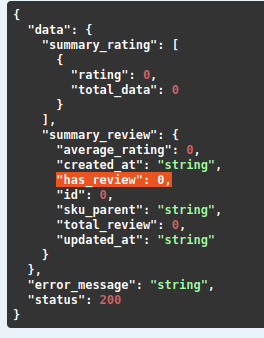 {
  "data": {
    "summary_rating": [
      {
        "rating": 0,
        "total_data": 0
      }
    ],
    "summary_review": {
      "average_rating": 0,
      "created_at": "string",
      "has_review": 0,
      "id": 0,
      "sku_parent": "string",
      "total_review": 0,
      "updated_at": "string"
    }
  },
  "error_message": "string",
  "status": 200
}